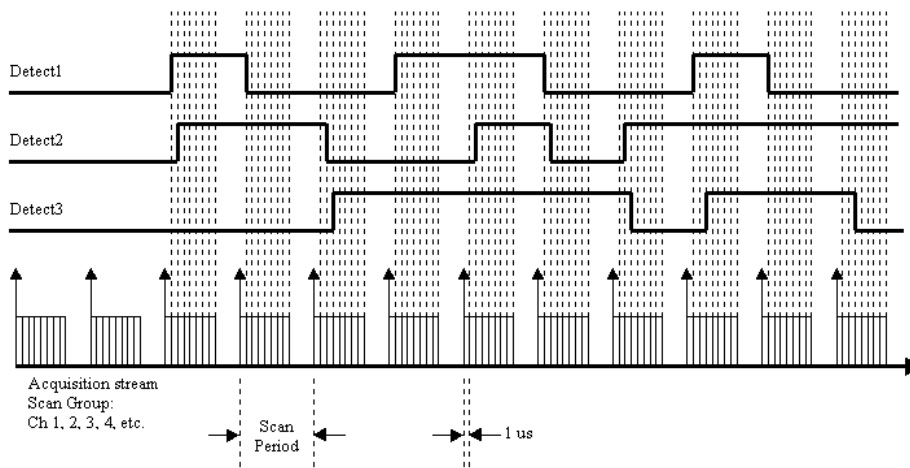 Detect1
Detect2
Detect3
Acquisition stream
Scan Group:
Ch 1, 2, 3, 4, etc.
Scan
Period
1 us